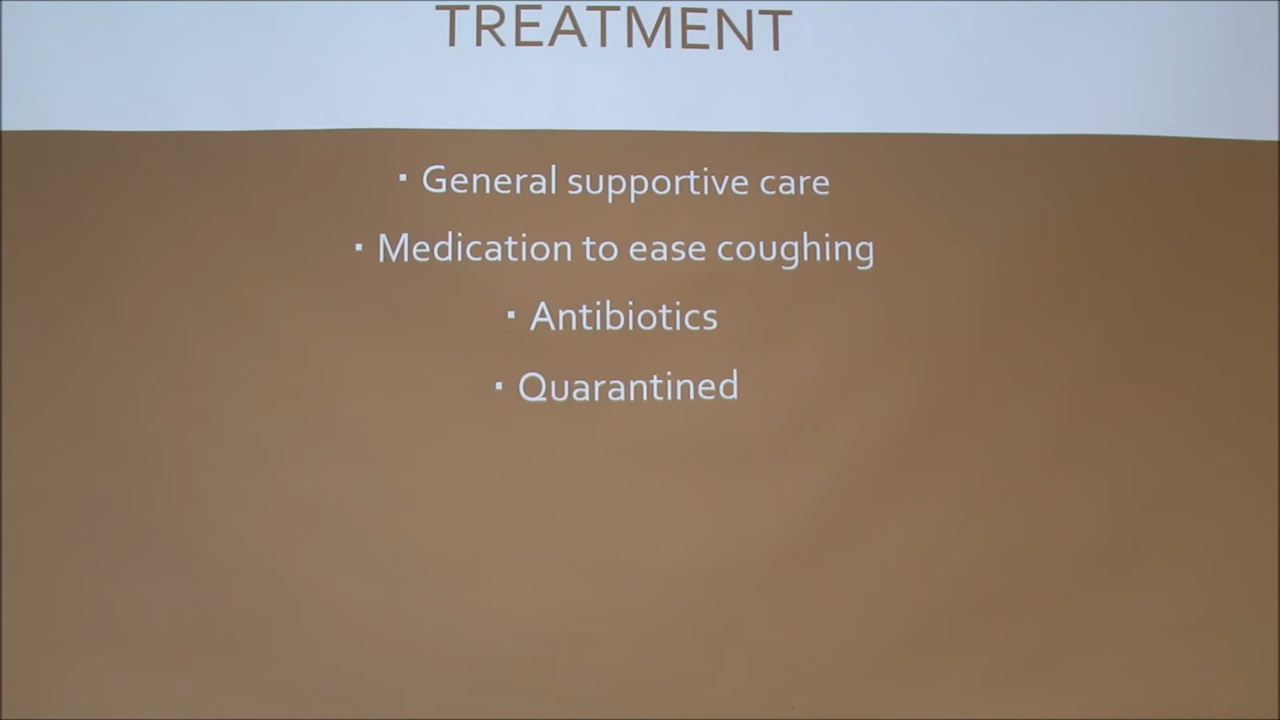 TREATMENT
▪ General supportive care
▪ Medication to ease coughing
▪ Antibiotics
▪ Quarantined